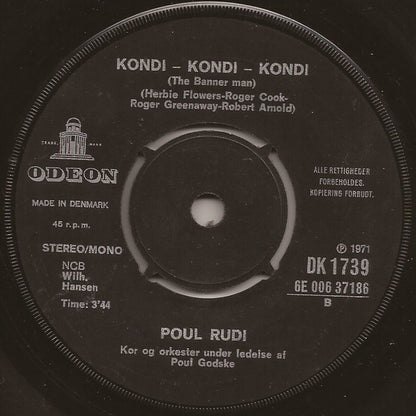 KONDI – KONDI – KONDI
(The Banner man)
(Herbie Flowers-Roger Cook-
Roger Greenaway-Robert Arnold)
TRADE MARK
ODEON
MADE IN DENMARK
45 r.p.m.
STEREO/MONO
NCB
Wilh.
Hansen
Time: 3'44
ALLE RETTIGHEDER
FORBEHOLDES.
KOPIERING FORBUDT.
Ⓟ 1971
DK 1739
6E 006 37186
B
POUL RUDI
Kor og orkester under ledelse af
Poul Godske